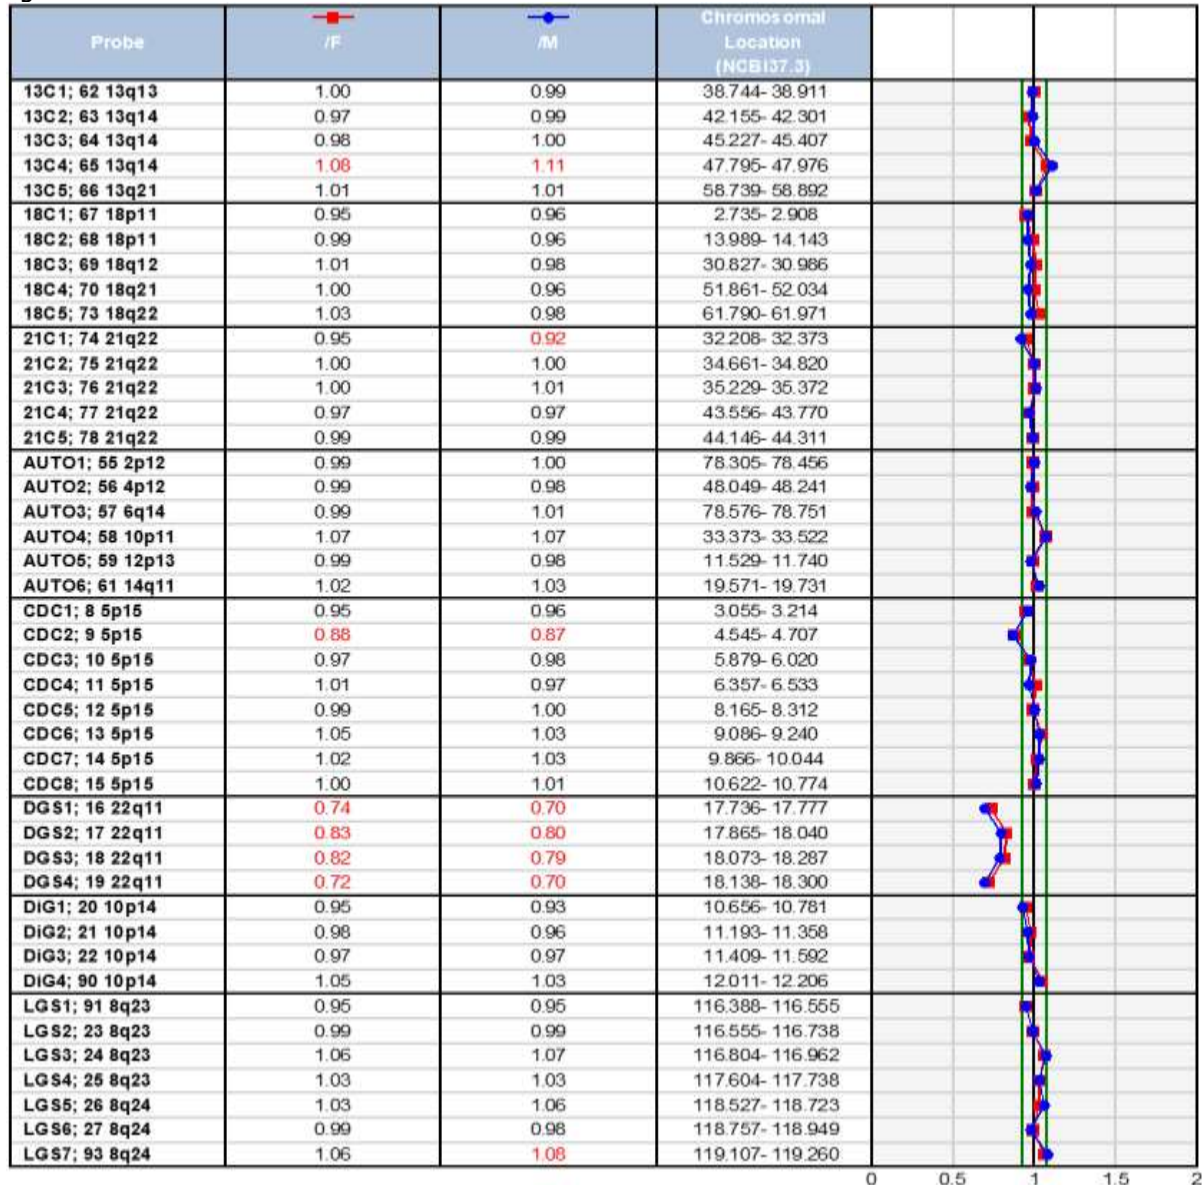 Probe /F /M Chromosomal Location (NCBI37.3)
13C1; 62 13q13 1.00 0.99 38.744- 38.911
13C2; 63 13q14 0.97 0.99 42.155- 42.301
13C3; 64 13q14 0.98 1.00 45.227- 45.407
13C4; 65 13q14 1.08 1.11 47.795- 47.976
13C5; 66 13q21 1.01 1.01 58.739- 58.892
18C1; 67 18p11 0.95 0.96 2.735- 2.908
18C2; 68 18p11 0.99 0.96 13.989- 14.143
18C3; 69 18q12 1.01 0.98 30.827- 30.986
18C4; 70 18q21 1.00 0.96 51.861- 52.034
18C5; 73 18q22 1.03 0.98 61.790- 61.971
21C1; 74 21q22 0.95 0.92 32.208- 32.373
21C2; 75 21q22 1.00 1.00 34.661- 34.820
21C3; 76 21q22 1.00 1.01 35.229- 35.372
21C4; 77 21q22 0.97 0.97 43.556- 43.770
21C5; 78 21q22 0.99 0.99 44.146- 44.311
AUTO1; 55 2p12 0.99 1.00 78.305- 78.456
AUTO2; 56 4p12 0.99 0.98 48.049- 48.241
AUTO3; 57 6q14 0.99 1.01 78.576- 78.751
AUTO4; 58 10p11 1.07 1.07 33.373- 33.522
AUTO5; 59 12p13 0.99 0.98 11.529- 11.740
AUTO6; 61 14q11 1.02 1.03 19.571- 19.731
CDC1; 8 5p15 0.95 0.96 3.055- 3.214
CDC2; 9 5p15 0.88 0.87 4.545- 4.707
CDC3; 10 5p15 0.97 0.98 5.879- 6.020
CDC4; 11 5p15 1.01 0.97 6.357- 6.533
CDC5; 12 5p15 0.99 1.00 8.165- 8.312
CDC6; 13 5p15 1.05 1.03 9.086- 9.240
CDC7; 14 5p15 1.02 1.03 9.866- 10.044
CDC8; 15 5p15 1.00 1.01 10.622- 10.774
DGS1; 16 22q11 0.74 0.70 17.736- 17.777
DGS2; 17 22q11 0.83 0.80 17.865- 18.040
DGS3; 18 22q11 0.82 0.79 18.073- 18.287
DGS4; 19 22q11 0.72 0.70 18.138- 18.300
DiG1; 20 10p14 0.95 0.93 10.656- 10.781
DiG2; 21 10p14 0.98 0.96 11.193- 11.358
DiG3; 22 10p14 0.97 0.97 11.409- 11.592
DiG4; 90 10p14 1.05 1.03 12.011- 12.206
LGS1; 91 8q23 0.95 0.95 116.388- 116.555
LGS2; 23 8q23 0.99 0.99 116.555- 116.738
LGS3; 24 8q23 1.06 1.07 116.804- 116.962
LGS4; 25 8q23 1.03 1.03 117.604- 117.738
LGS5; 26 8q24 1.03 1.06 118.527- 118.723
LGS6; 27 8q24 0.99 0.98 118.757- 118.949
LGS7; 93 8q24 1.06 1.08 119.107- 119.260
0 0.5 1 1.5 2